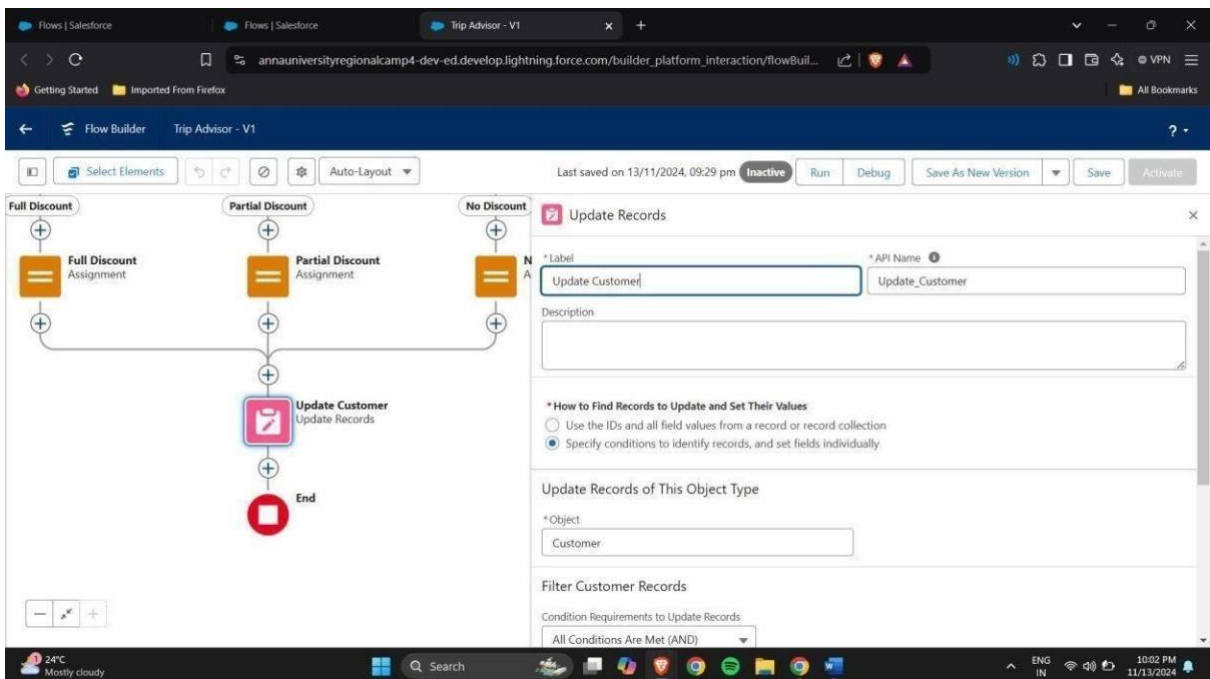 Flows | Salesforce
Flows | Salesforce
Trip Advisor - V1
annauniversityregionalcamp4-dev-ed.develop.lightning.force.com/builder_platform_interaction/flowBuil...
VPN
Getting Started
Imported From Firefox
All Bookmarks
Flow Builder
Trip Advisor - V1
?
Select Elements
Auto-Layout
Last saved on 13/11/2024, 09:29 pm
Inactive
Run
Debug
Save As New Version
Save
Activate
Full Discount
Partial Discount
No Discount
Full Discount
Assignment
Partial Discount
Assignment
N
A
Update Customer
Update Records
End
Update Records
*Label
Update Customer
*API Name
Update_Customer
Description
*How to Find Records to Update and Set Their Values
Use the IDs and all field values from a record or record collection
Specify conditions to identify records, and set fields individually
Update Records of This Object Type
*Object
Customer
Filter Customer Records
Condition Requirements to Update Records
All Conditions Are Met (AND)
24°C
Mostly cloudy
Search
ENG
IN
10:02 PM
11/13/2024